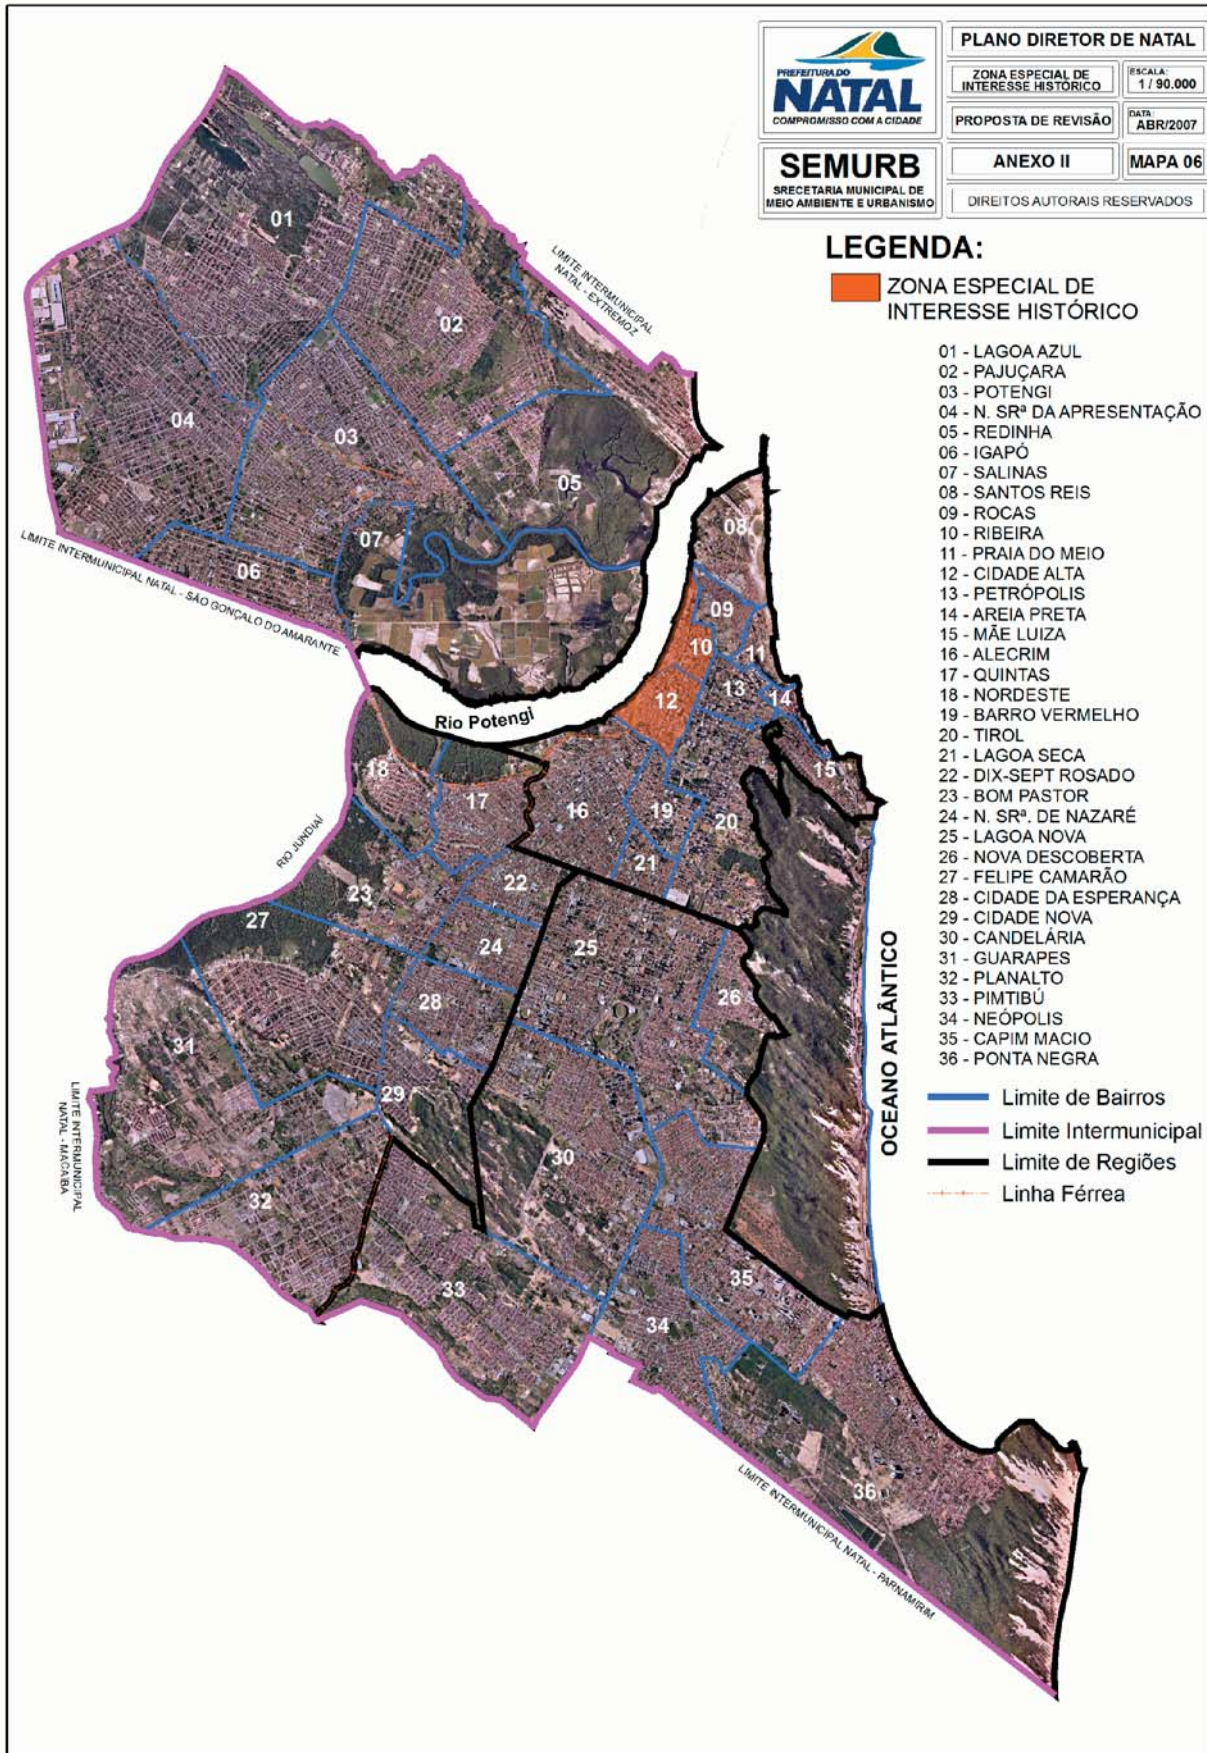 PREFEITURA DO
NATAL
COMPROMISSO COM A CIDADE
SEMURB
SRECETARIA MUNICIPAL DE
MEIO AMBIENTE E URBANISMO
PLANO DIRETOR DE NATAL
ZONA ESPECIAL DE
INTERESSE HISTÓRICO
ESCALA:
1 / 90.000
PROPOSTA DE REVISÃO
DATA:
ABR/2007
ANEXO II
MAPA 06
DIREITOS AUTORAIS RESERVADOS
LEGENDA:
ZONA ESPECIAL DE
INTERESSE HISTÓRICO
01 - LAGOA AZUL
02 - PAJUÇARA
03 - POTENGI
04 - N. SRª DA APRESENTAÇÃO
05 - REDINHA
06 - IGAPÓ
07 - SALINAS
08 - SANTOS REIS
09 - ROCAS
10 - RIBEIRA
11 - PRAIA DO MEIO
12 - CIDADE ALTA
13 - PETRÓPOLIS
14 - AREIA PRETA
15 - MÃE LUIZA
16 - ALECRIM
17 - QUINTAS
18 - NORDESTE
19 - BARRO VERMELHO
20 - TIROL
21 - LAGOA SECA
22 - DIX-SEPT ROSADO
23 - BOM PASTOR
24 - N. SRª. DE NAZARÉ
25 - LAGOA NOVA
26 - NOVA DESCOBERTA
27 - FELIPE CAMARÃO
28 - CIDADE DA ESPERANÇA
29 - CIDADE NOVA
30 - CANDELÁRIA
31 - GUARAPES
32 - PLANALTO
33 - PIMTIBÚ
34 - NEÓPOLIS
35 - CAPIM MACIO
36 - PONTA NEGRA
Limite de Bairros
Limite Intermunicipal
Limite de Regiões
Linha Férrea
01
LIMITE INTERMUNICIPAL
NATAL - EXTREMOZ
02
04
03
05
07
08
06
LIMITE INTERMUNICIPAL NATAL - SÃO GONÇALO DO AMARANTE
09
10
11
13
12
14
Rio Potengi
18
15
17
16
19
20
RIO JUNDIAÍ
21
22
23
27
24
25
28
26
OCEANO ATLÂNTICO
31
29
LIMITE INTERMUNICIPAL
NATAL - MACAIBA
30
32
33
35
34
36
LIMITE INTERMUNICIPAL NATAL - PARNAMIRIM